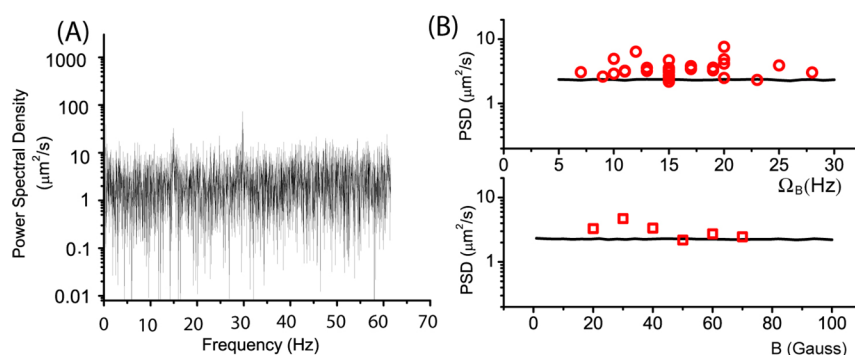 (A)
Power Spectral Density
(μm²/s)
1000
100
10
1
0.1
0.01
0 10 20 30 40 50 60 70
Frequency (Hz)
(B)
PSD (μm²/s)
10
1
0 5 10 15 20 25 30
Ω_B(Hz)
PSD (μm²/s)
10
1
0 20 40 60 80 100
B (Gauss)